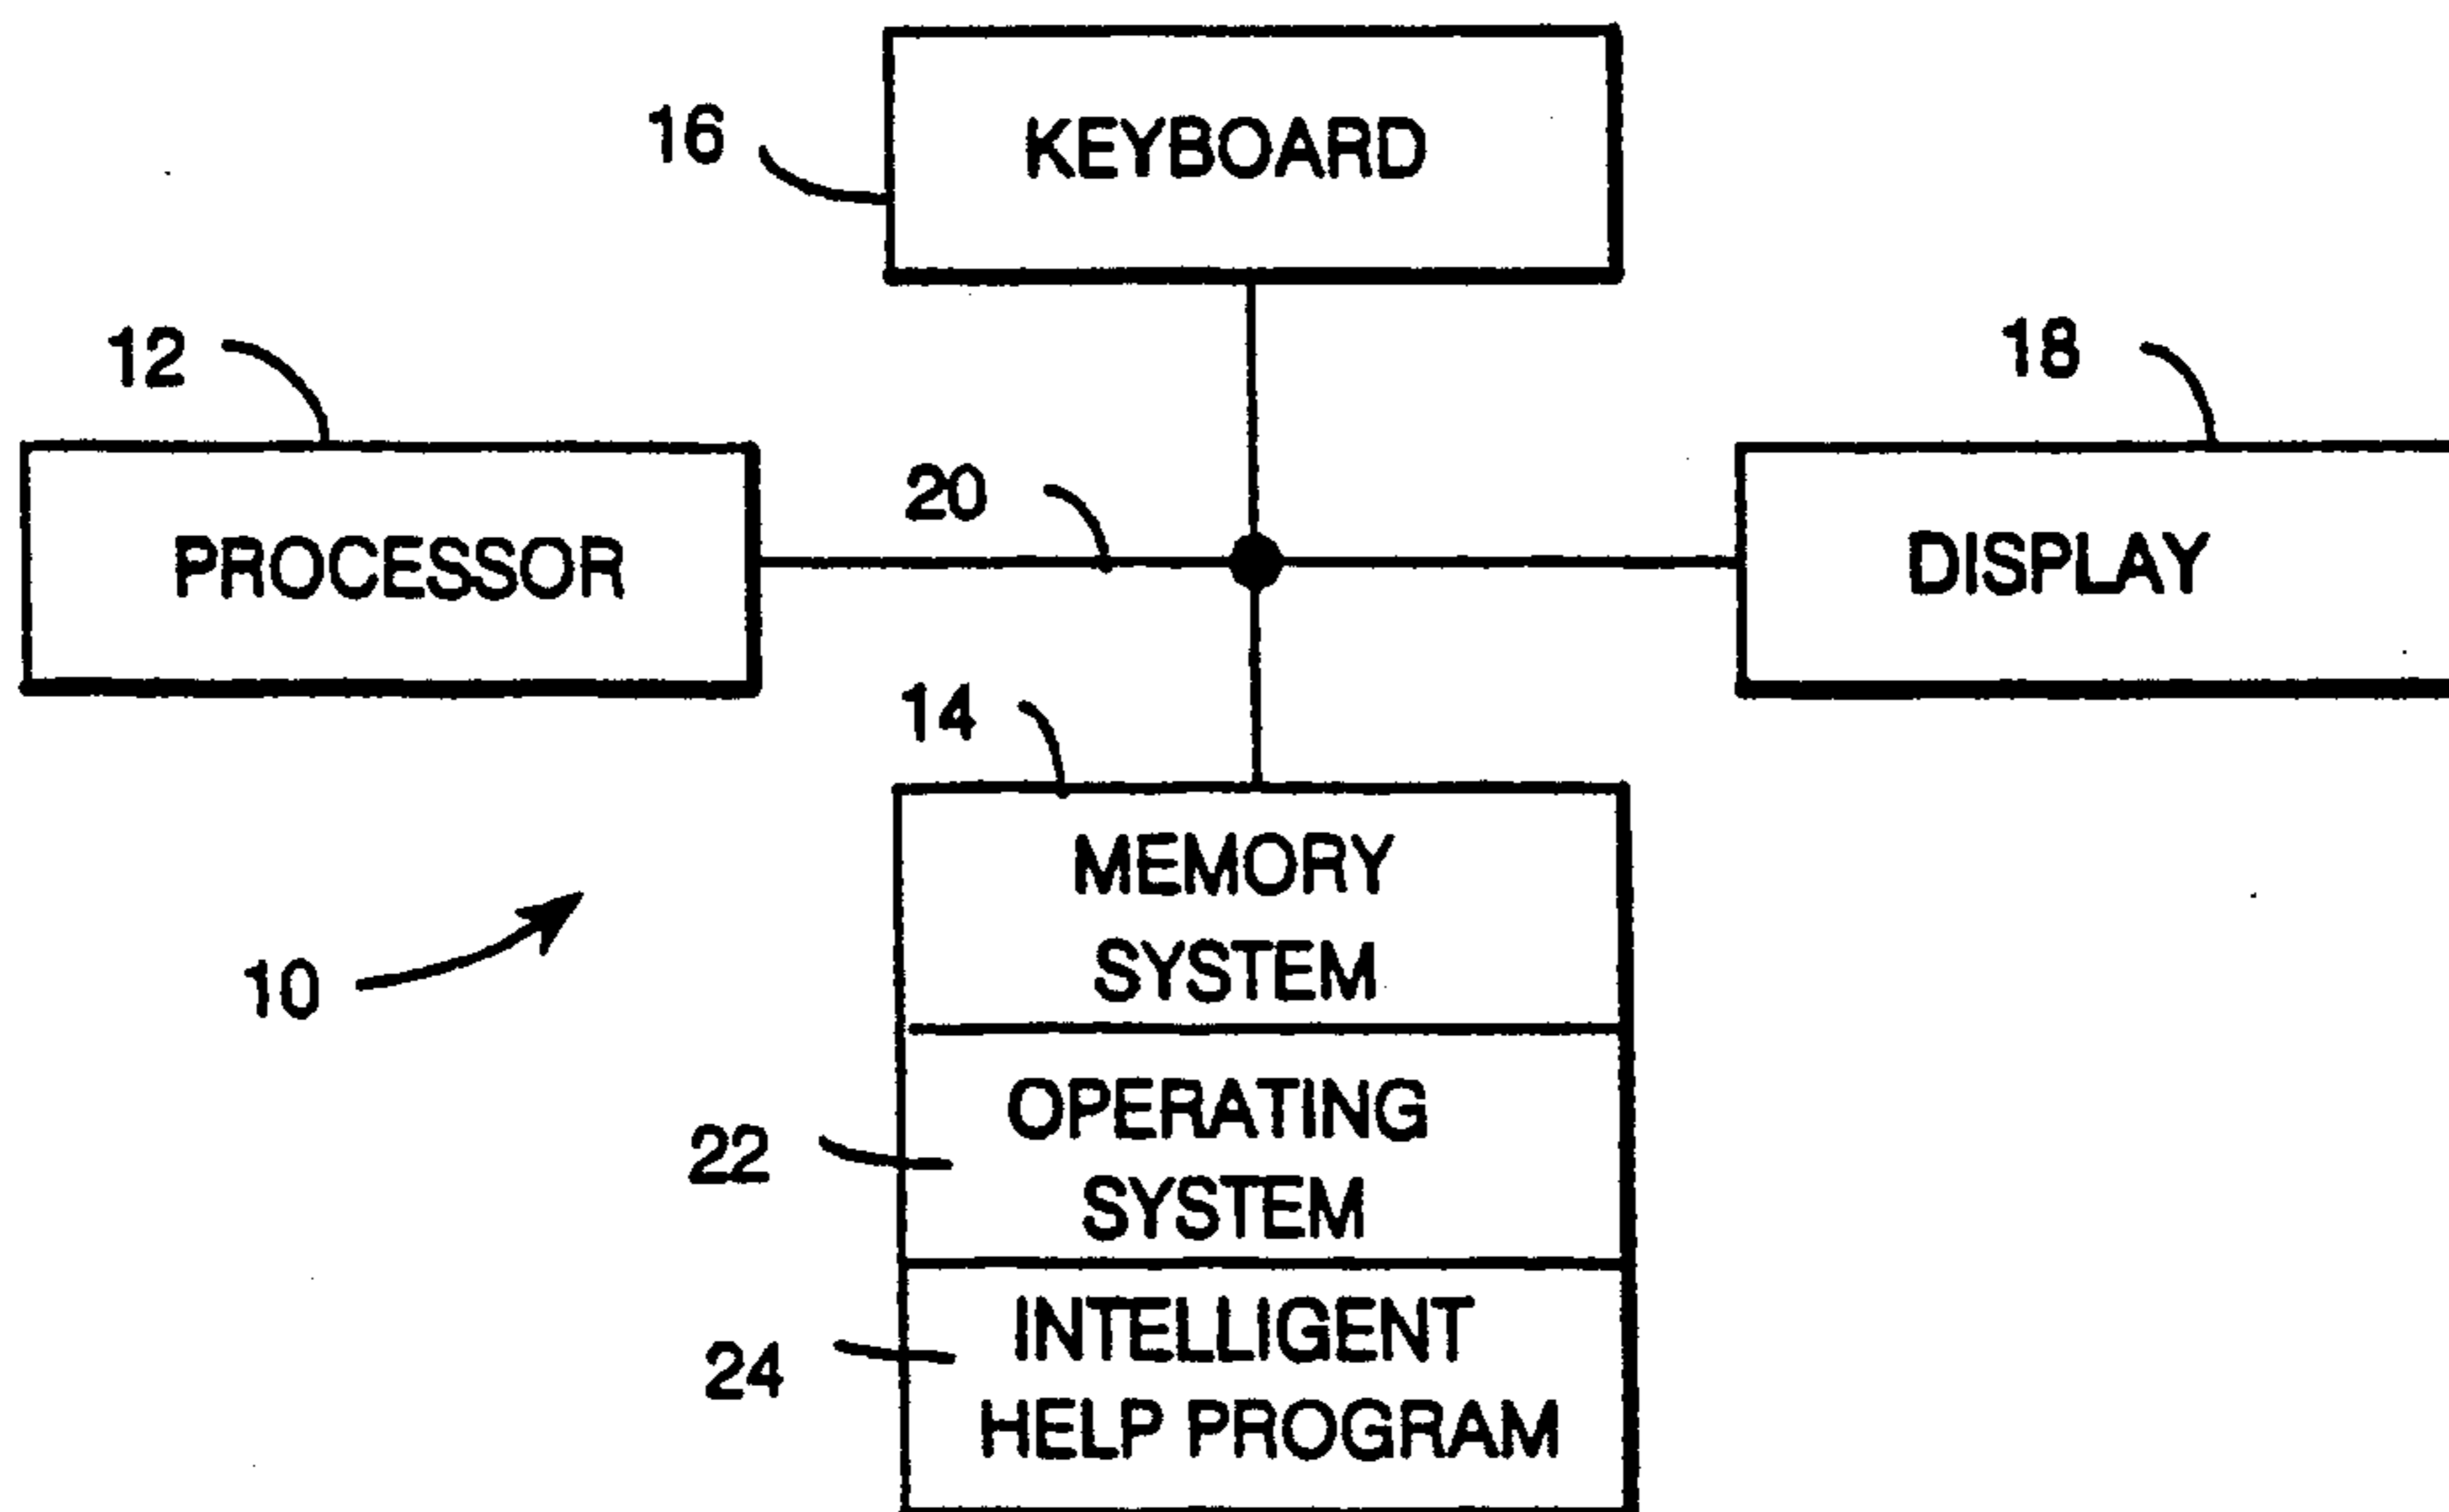 16
KEYBOARD
12
18
20
PROCESSOR
DISPLAY
14
MEMORY
SYSTEM
10
OPERATING
22
SYSTEM
INTELLIGENT
24
HELP PROGRAM